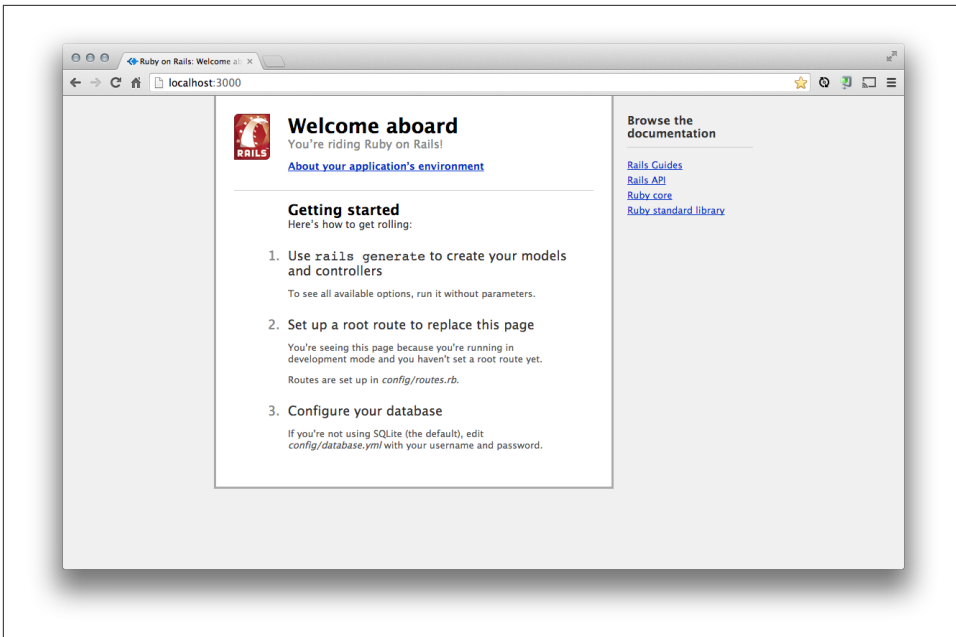 Ruby on Rails: Welcome ab
localhost:3000
RAILS
Welcome aboard
You're riding Ruby on Rails!
About your application's environment
Getting started
Here's how to get rolling:
1. Use rails generate to create your models
and controllers
To see all available options, run it without parameters.
2. Set up a root route to replace this page
You're seeing this page because you're running in
development mode and you haven't set a root route yet.
Routes are set up in config/routes.rb.
3. Configure your database
If you're not using SQLite (the default), edit
config/database.yml with your username and password.
Browse the
documentation
Rails Guides
Rails API
Ruby core
Ruby standard library